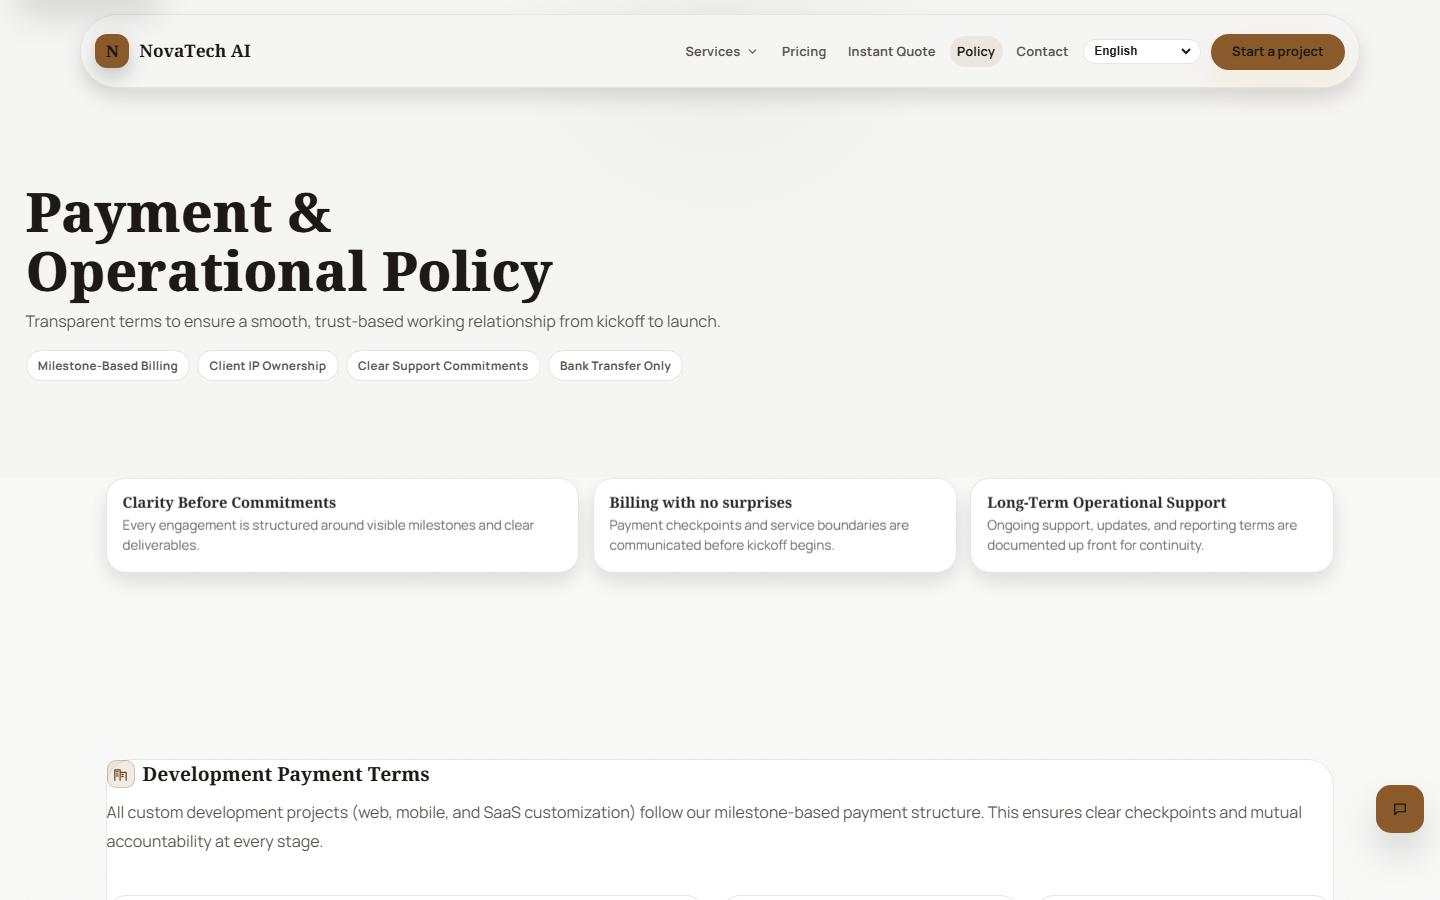 N NovaTech AI
Services Pricing Instant Quote Policy Contact English Start a project
Payment &
Operational Policy
Transparent terms to ensure a smooth, trust-based working relationship from kickoff to launch.
Milestone-Based Billing Client IP Ownership Clear Support Commitments Bank Transfer Only
Clarity Before Commitments
Every engagement is structured around visible milestones and clear
deliverables.
Billing with no surprises
Payment checkpoints and service boundaries are
communicated before kickoff begins.
Long-Term Operational Support
Ongoing support, updates, and reporting terms are
documented up front for continuity.
Development Payment Terms
All custom development projects (web, mobile, and SaaS customization) follow our milestone-based payment structure. This ensures clear checkpoints and mutual
accountability at every stage.